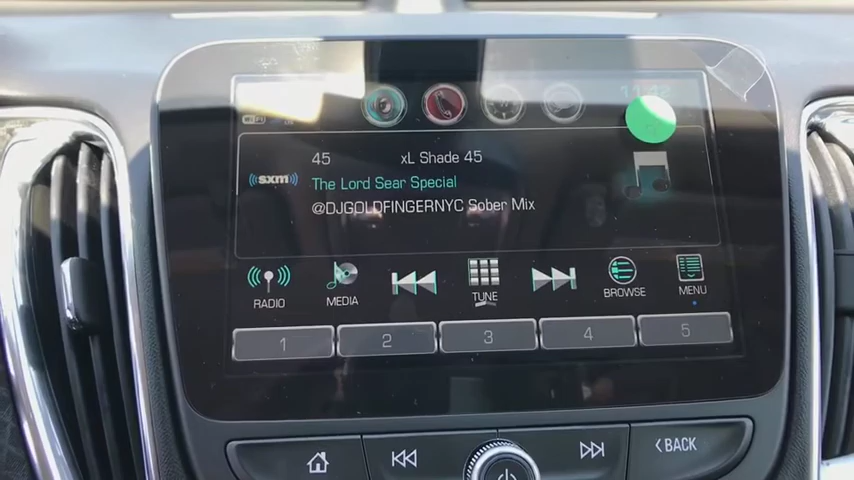 45 xL Shade 45
sxm
The Lord Sear Special
@DJGOLDFINGERNYC Sober Mix
RADIO MEDIA TUNE BROWSE MENU
1 2 3 4 5
BACK